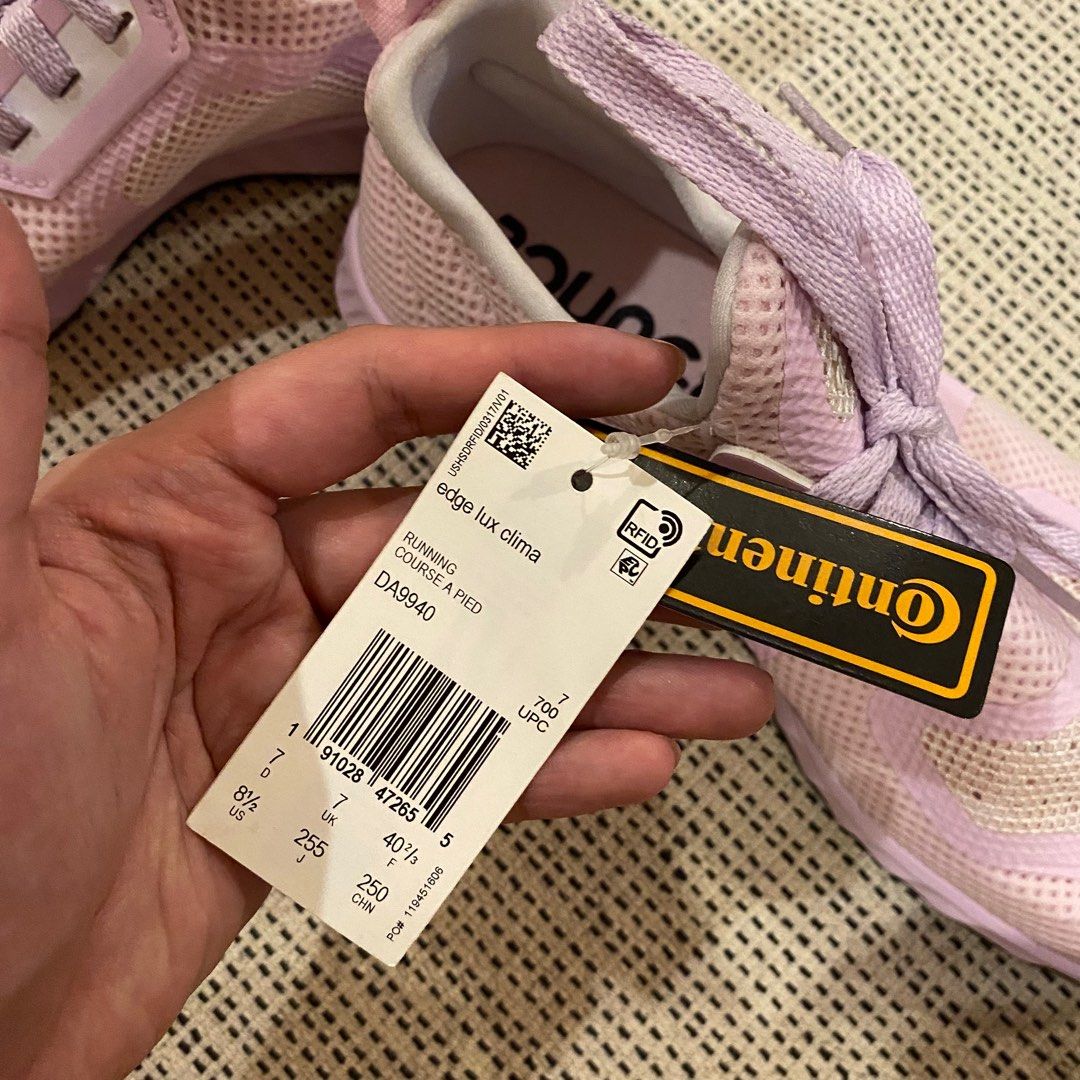 USHSDRFID/0317/V01
edge lux clima
RFID
RUNNING
COURSE A PIED
DA9940
7
700
UPC
1 91028 47265 5
7
D
8½
US
7
UK
255
J
40⅔
F
250
CHN
PO# 119451606
Continen